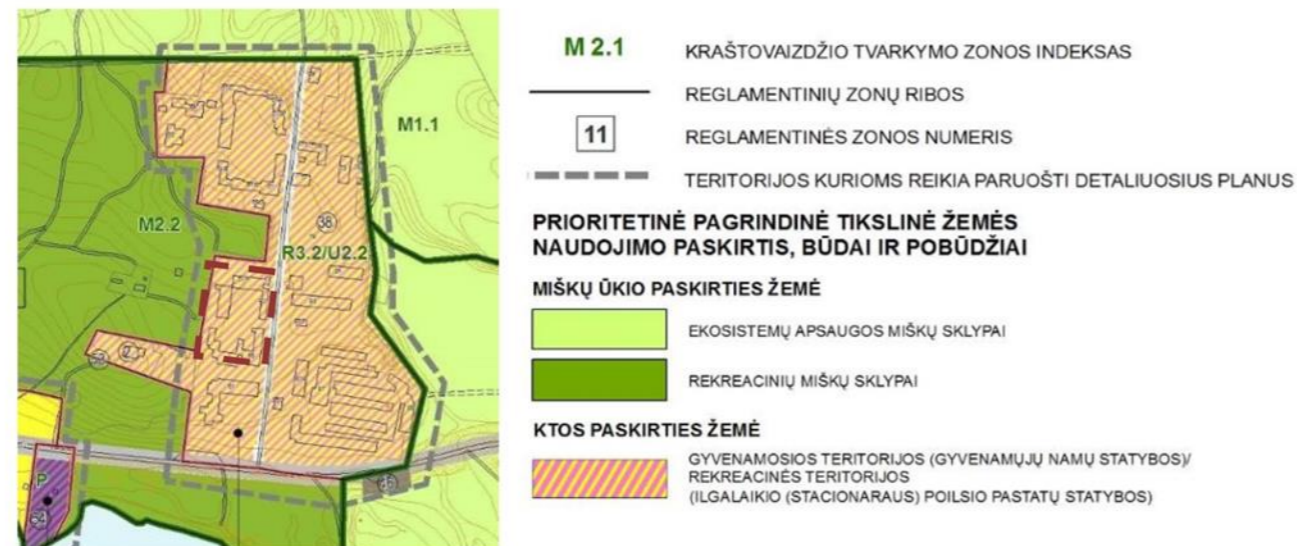 M1.1
M2.2
38
R3.2/U2.2
P
M 2.1
KRAŠTOVAIZDŽIO TVARKYMO ZONOS INDEKSAS
REGLAMENTINIŲ ZONŲ RIBOS
11
REGLAMENTINĖS ZONOS NUMERIS
TERITORIJOS KURIOMS REIKIA PARUOŠTI DETALIUOSIUS PLANUS
PRIORITETINĖ PAGRINDINĖ TIKSLINĖ ŽEMĖS
NAUDOJIMO PASKIRTIS, BŪDAI IR POBŪDŽIAI
MIŠKŲ ŪKIO PASKIRTIES ŽEMĖ
EKOSISTEMŲ APSAUGOS MIŠKŲ SKLYPAI
REKREACINIŲ MIŠKŲ SKLYPAI
KTOS PASKIRTIES ŽEMĖ
GYVENAMOSIOS TERITORIJOS (GYVENAMŲJŲ NAMŲ STATYBOS)/
REKREACINĖS TERITORIJOS
(ILGALAIKIO (STACIONARAUS) POILSIO PASTATŲ STATYBOS)